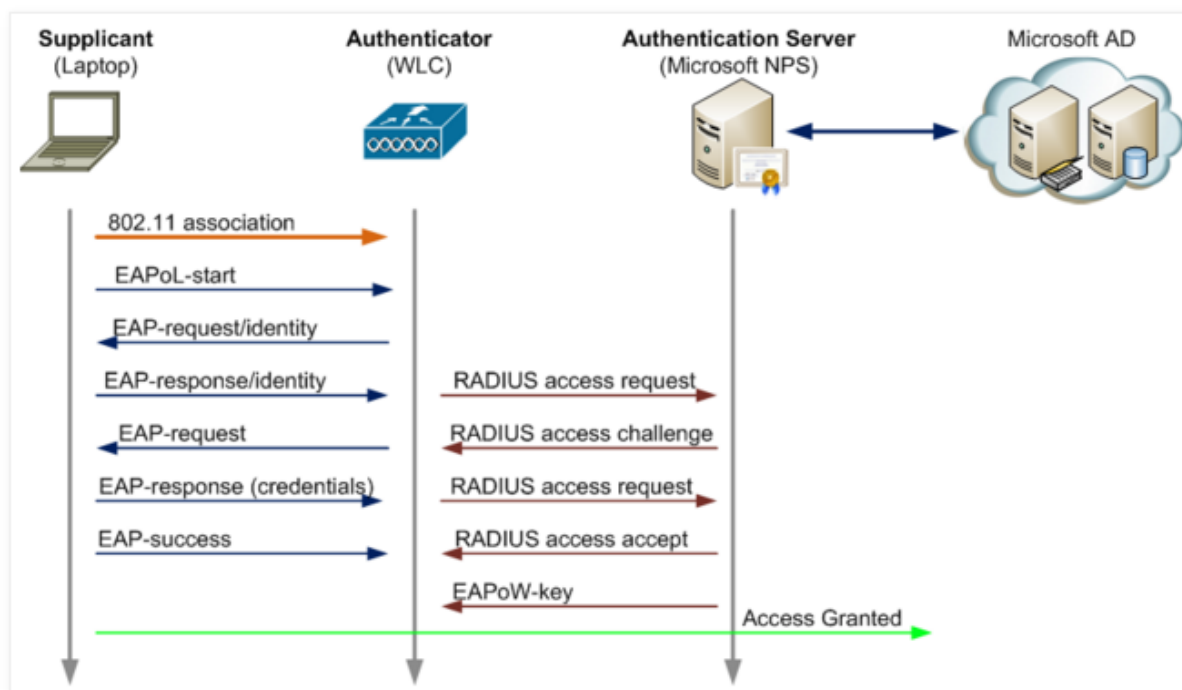 Supplicant
(Laptop)
Authenticator
(WLC)
Authentication Server
(Microsoft NPS)
Microsoft AD
802.11 association
EAPoL-start
EAP-request/identity
EAP-response/identity
RADIUS access request
EAP-request
RADIUS access challenge
EAP-response (credentials)
RADIUS access request
EAP-success
RADIUS access accept
EAPoW-key
Access Granted